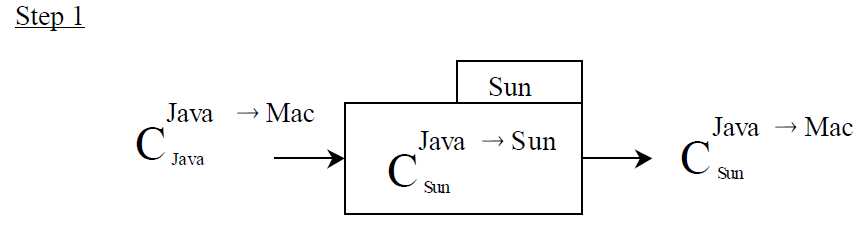 Step 1
Sun
C Java → Mac Java
C Java → Sun Sun
C Java → Mac Sun